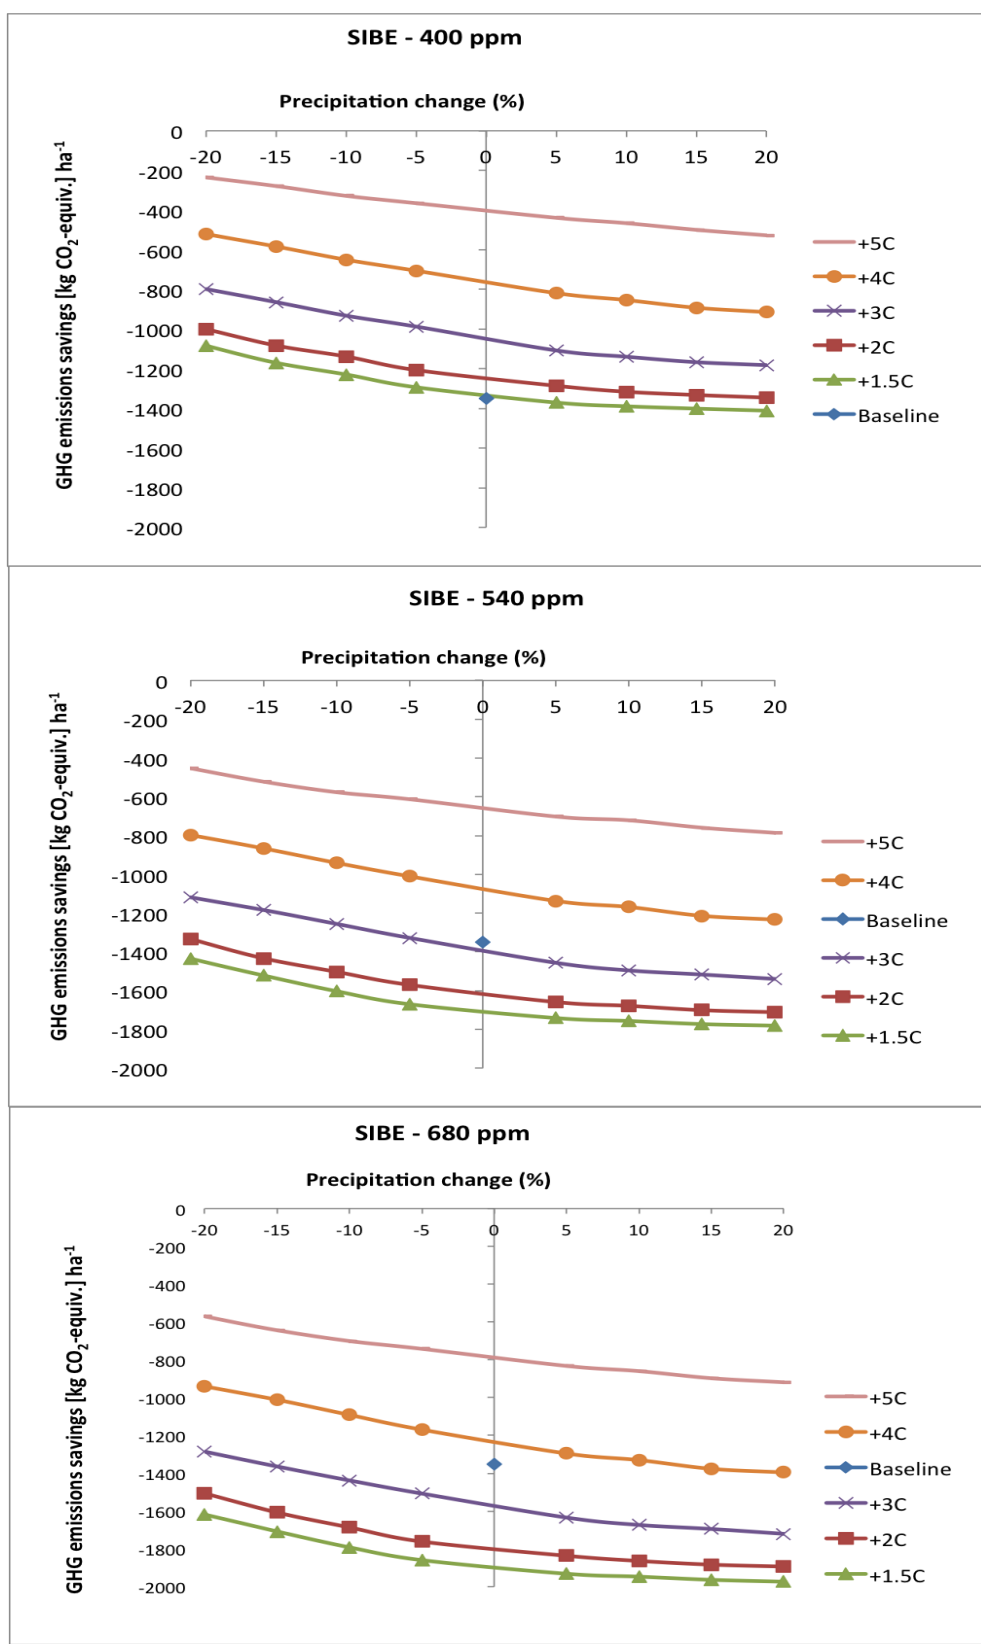 SIBE - 400 ppm
Precipitation change (%)
GHG emissions savings [kg CO₂-equiv.] ha⁻¹
0
-20 -15 -10 -5 0 5 10 15 20
-200
-400
-600
-800
-1000
-1200
-1400
-1600
-1800
-2000
+5C
+4C
+3C
+2C
+1.5C
Baseline
SIBE - 540 ppm
Precipitation change (%)
GHG emissions savings [kg CO₂-equiv.] ha⁻¹
0
-20 -15 -10 -5 0 5 10 15 20
-200
-400
-600
-800
-1000
-1200
-1400
-1600
-1800
-2000
+5C
+4C
Baseline
+3C
+2C
+1.5C
SIBE - 680 ppm
Precipitation change (%)
GHG emissions savings [kg CO₂-equiv.] ha⁻¹
0
-20 -15 -10 -5 0 5 10 15 20
-200
-400
-600
-800
-1000
-1200
-1400
-1600
-1800
-2000
+5C
+4C
Baseline
+3C
+2C
+1.5C